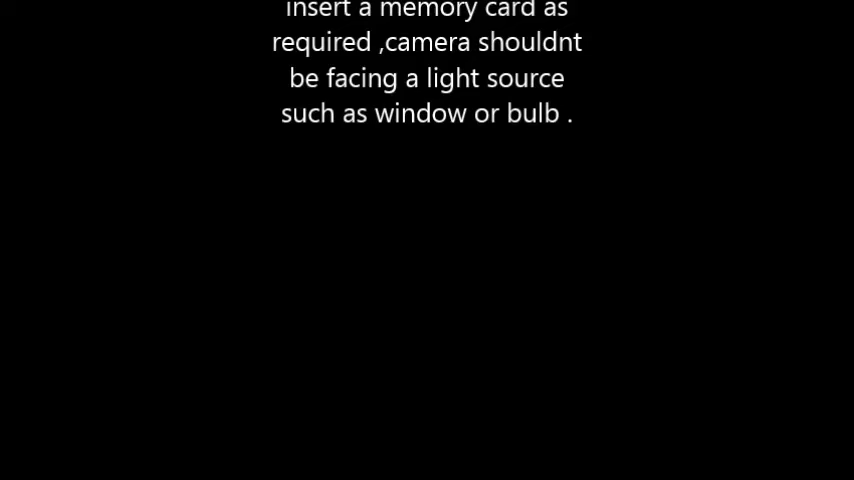 insert a memory card as
required ,camera shouldnt
be facing a light source
such as window or bulb .